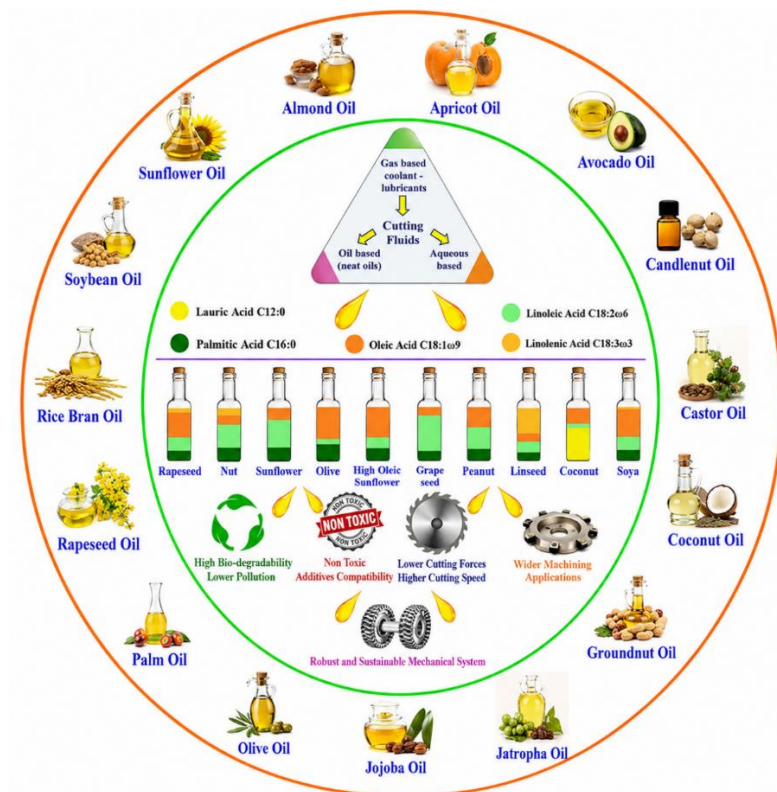 Almond Oil
Apricot Oil
Sunflower Oil
Avocado Oil
Soybean Oil
Candlenut Oil
Rice Bran Oil
Castor Oil
Rapeseed Oil
Coconut Oil
Palm Oil
Groundnut Oil
Olive Oil
Jojoba Oil
Jatropha Oil
Gas based
coolant -
lubricants
Cutting
Fluids
Oil based
(neat oils)
Aqueous
based
Lauric Acid C12:0
Linoleic Acid C18:2ω6
Palmitic Acid C16:0
Oleic Acid C18:1ω9
Linolenic Acid C18:3ω3
Rapeseed
Nut
Sunflower
Olive
High Oleic
Sunflower
Grape
seed
Peanut
Linseed
Coconut
Soya
High Bio-degradability
Lower Pollution
NON TOXIC
NON TOXIC
NON TOXIC
Non Toxic
Additives Compatibility
Lower Cutting Forces
Higher Cutting Speed
Wider Machining
Applications
Robust and Sustainable Mechanical System